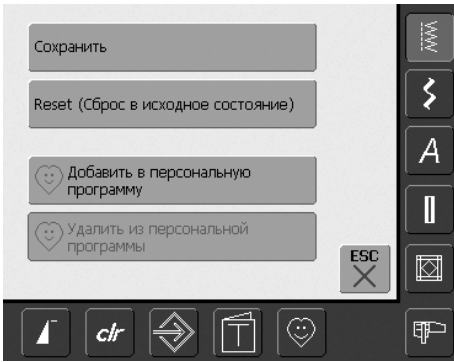 Сохранить
Reset (Сброс в исходное состояние)
Добавить в персональную
программу
Удалить из персональной
программы
ESC
A
clr
T